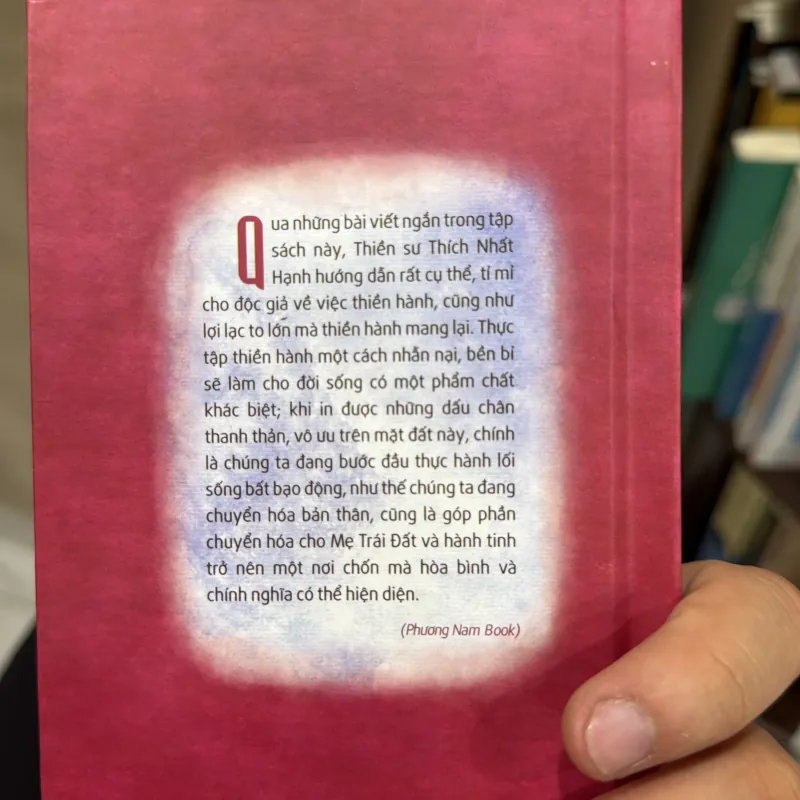 Qua những bài viết ngắn trong tập
sách này, Thiền sư Thích Nhất
Hạnh hướng dẫn rất cụ thể, tỉ mỉ
cho độc giả về việc thiền hành, cũng như
lợi lạc to lớn mà thiền hành mang lại. Thực
tập thiền hành một cách nhẫn nại, bền bỉ
sẽ làm cho đời sống có một phẩm chất
khác biệt; khi in được những dấu chân
thanh thản, vô ưu trên mặt đất này, chính
là chúng ta đang bước đầu thực hành lối
sống bất bạo động, như thế chúng ta đang
chuyển hóa bản thân, cũng là góp phần
chuyển hóa cho Mẹ Trái Đất và hành tinh
trở nên một nơi chốn mà hòa bình và
chính nghĩa có thể hiện diện.
(Phương Nam Book)